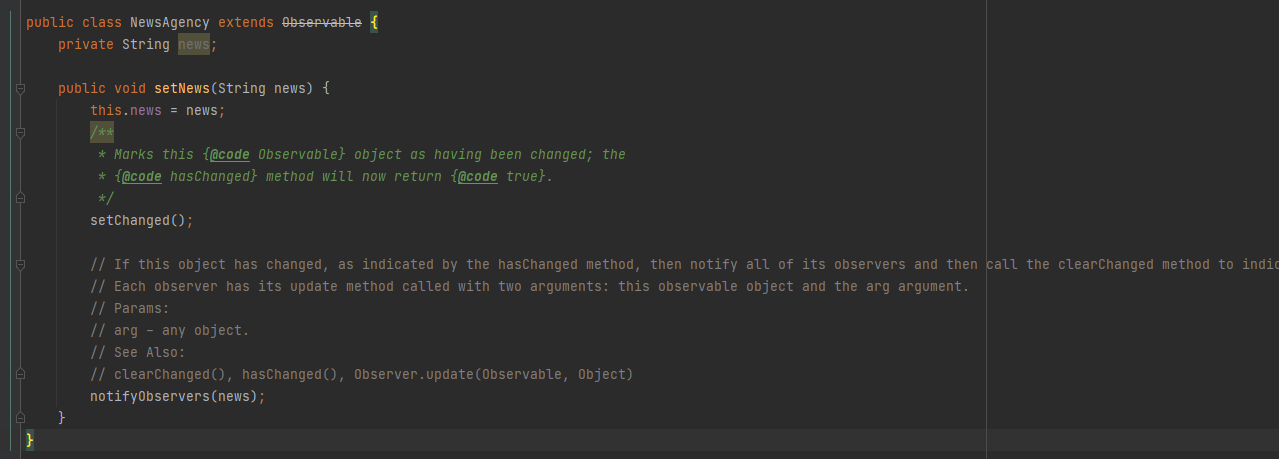 public class NewsAgency extends Observable {
    private String news;
    public void setNews(String news) {
        this.news = news;
        /**
         * Marks this {@code Observable} object as having been changed; the
         * {@code hasChanged} method will now return {@code true}.
         */
        setChanged();
        // If this object has changed, as indicated by the hasChanged method, then notify all of its observers and then call the clearChanged method to
        // Each observer has its update method called with two arguments: this observable object and the arg argument.
        // Params:
        // arg – any object.
        // See Also:
        // clearChanged(), hasChanged(), Observer.update(Observable, Object)
        notifyObservers(news);
    }
}